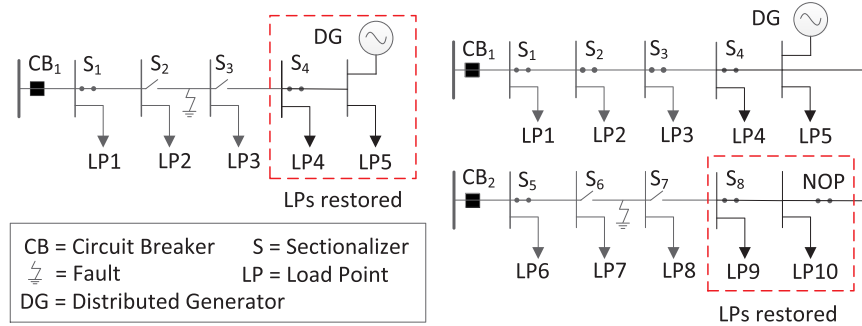 DG
CB1 S1 S2 S3 S4
LP1 LP2 LP3 LP4 LP5
LPs restored
CB = Circuit Breaker S = Sectionalizer
= Fault LP = Load Point
DG = Distributed Generator
DG
CB1 S1 S2 S3 S4
LP1 LP2 LP3 LP4 LP5
CB2 S5 S6 S7 S8 NOP
LP6 LP7 LP8 LP9 LP10
LPs restored